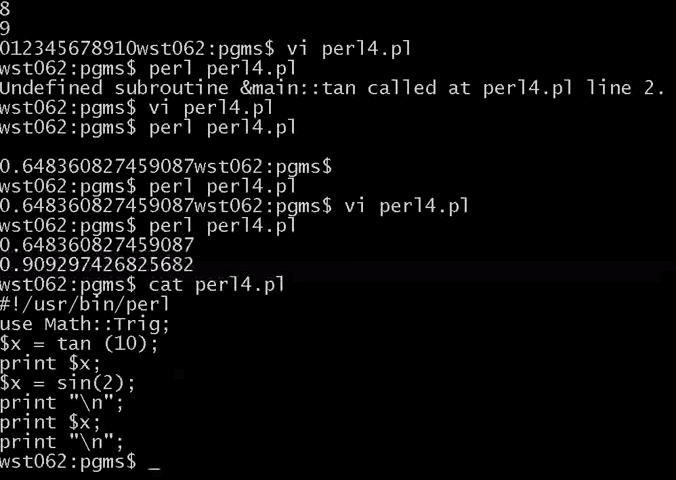 8
9
012345678910wst062:pgms$ vi perl4.pl
wst062:pgms$ perl perl4.pl
Undefined subroutine &main::tan called at perl4.pl line 2.
wst062:pgms$ vi perl4.pl
wst062:pgms$ perl perl4.pl
0.648360827459087wst062:pgms$
wst062:pgms$ perl perl4.pl
0.648360827459087wst062:pgms$ vi perl4.pl
wst062:pgms$ perl perl4.pl
0.648360827459087
0.909297426825682
wst062:pgms$ cat perl4.pl
#!/usr/bin/perl
use Math::Trig;
$x = tan (10);
print $x;
$x = sin(2);
print "\n";
print $x;
print "\n";
wst062:pgms$ _